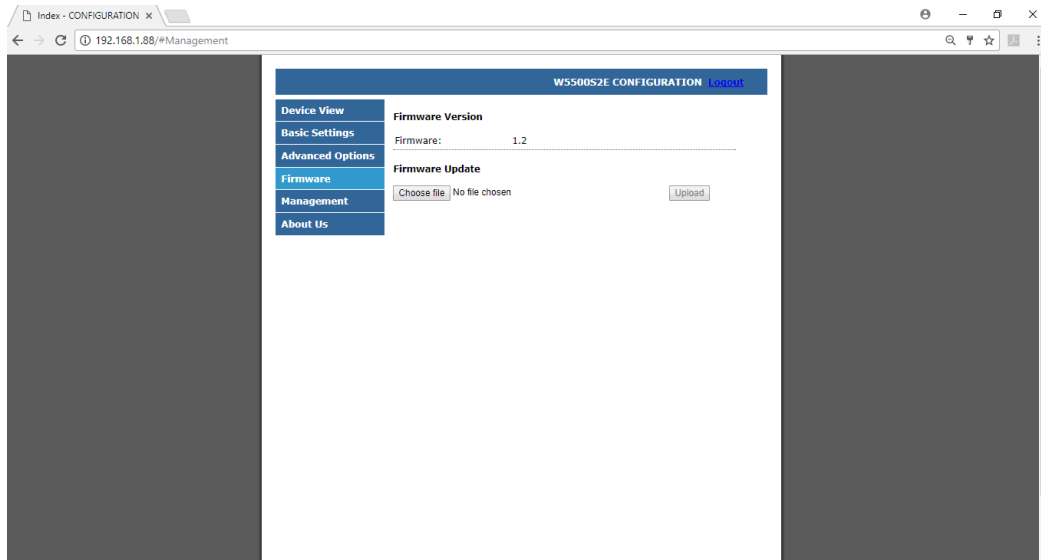 Index - CONFIGURATION
192.168.1.88/#Management
W5500S2E CONFIGURATION Logout
Device View
Basic Settings
Advanced Options
Firmware
Management
About Us
Firmware Version
Firmware: 1.2
Firmware Update
Choose file No file chosen Upload